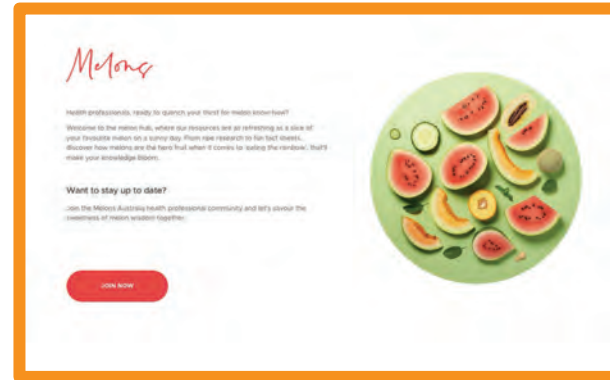 Melons
Health professionals, ready to quench your thirst for melon know-how?
Welcome to the melon hub, where our resources are as refreshing as a slice of
your favourite melon on a sunny day. From ripe research to fun fact sheets,
discover how melons are the hero fruit when it comes to 'eating the rainbow', that'll
make your knowledge bloom.
Want to stay up to date?
Join the Melons Australia health professional community and let's savour the
sweetness of melon wisdom together.
JOIN NOW